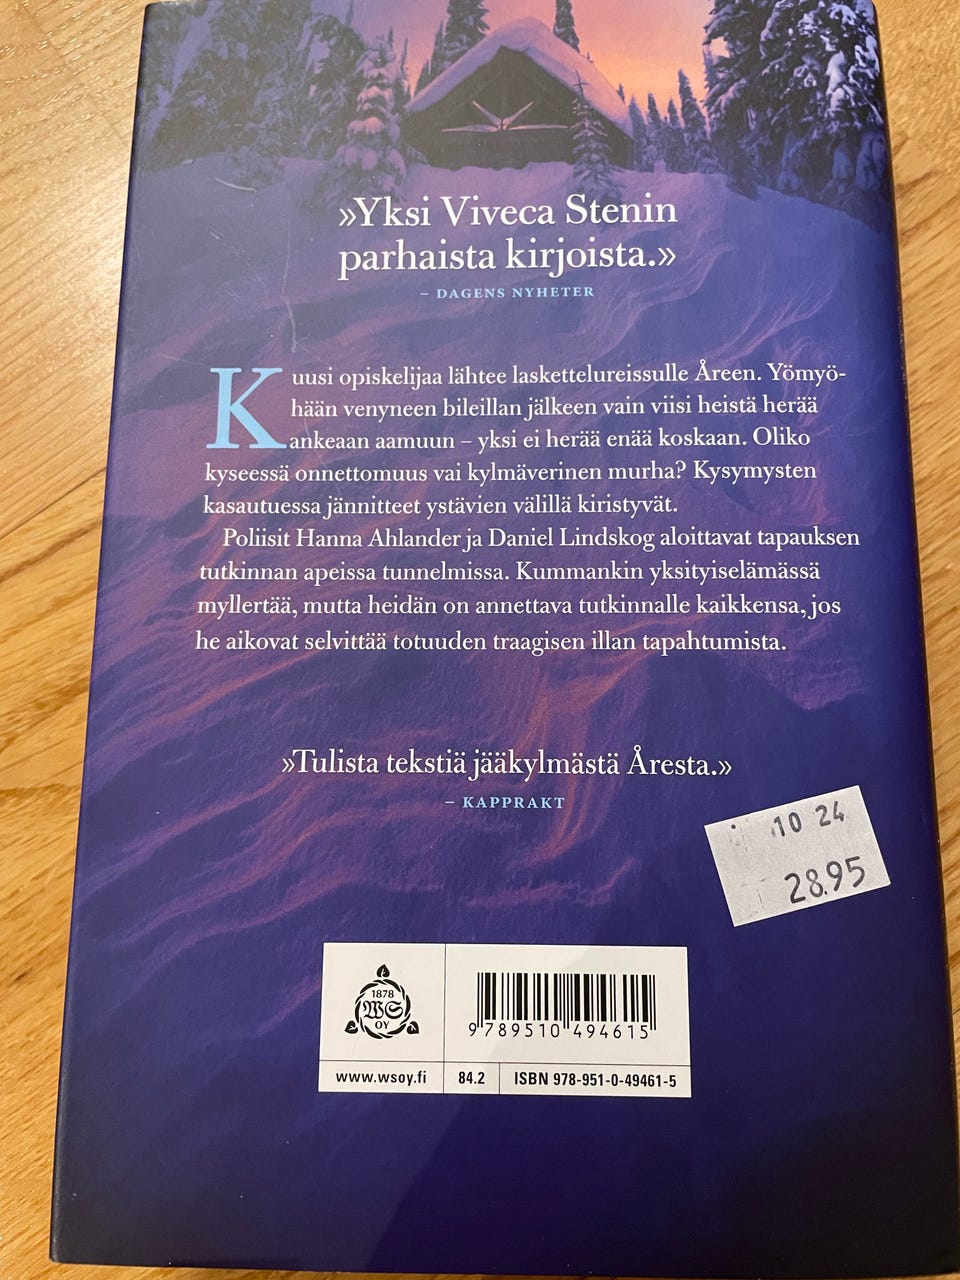 »Yksi Viveca Stenin
parhaista kirjoista.»
– DAGENS NYHETER
Kuusi opiskelijaa lähtee laskettelureissulle Åreen. Yömyö-
hään venyneen bileillan jälkeen vain viisi heistä herää
ankeaan aamuun – yksi ei herää enää koskaan. Oliko
kyseessä onnettomuus vai kylmäverinen murha? Kysymysten
kasautuessa jännitteet ystävien välillä kiristyvät.
Poliisit Hanna Ahlander ja Daniel Lindskog aloittavat tapauksen
tutkinnan apeissa tunnelmissa. Kummankin yksityiselämässä
myllertää, mutta heidän on annettava tutkinnalle kaikkensa, jos
he aikovat selvittää totuuden traagisen illan tapahtumista.
»Tulista tekstiä jääkylmästä Åresta.»
– KAPPRAKT
10 24
28.95
1878
WS
OY
9 789510 494615
www.wsoy.fi
84.2
ISBN 978-951-0-49461-5